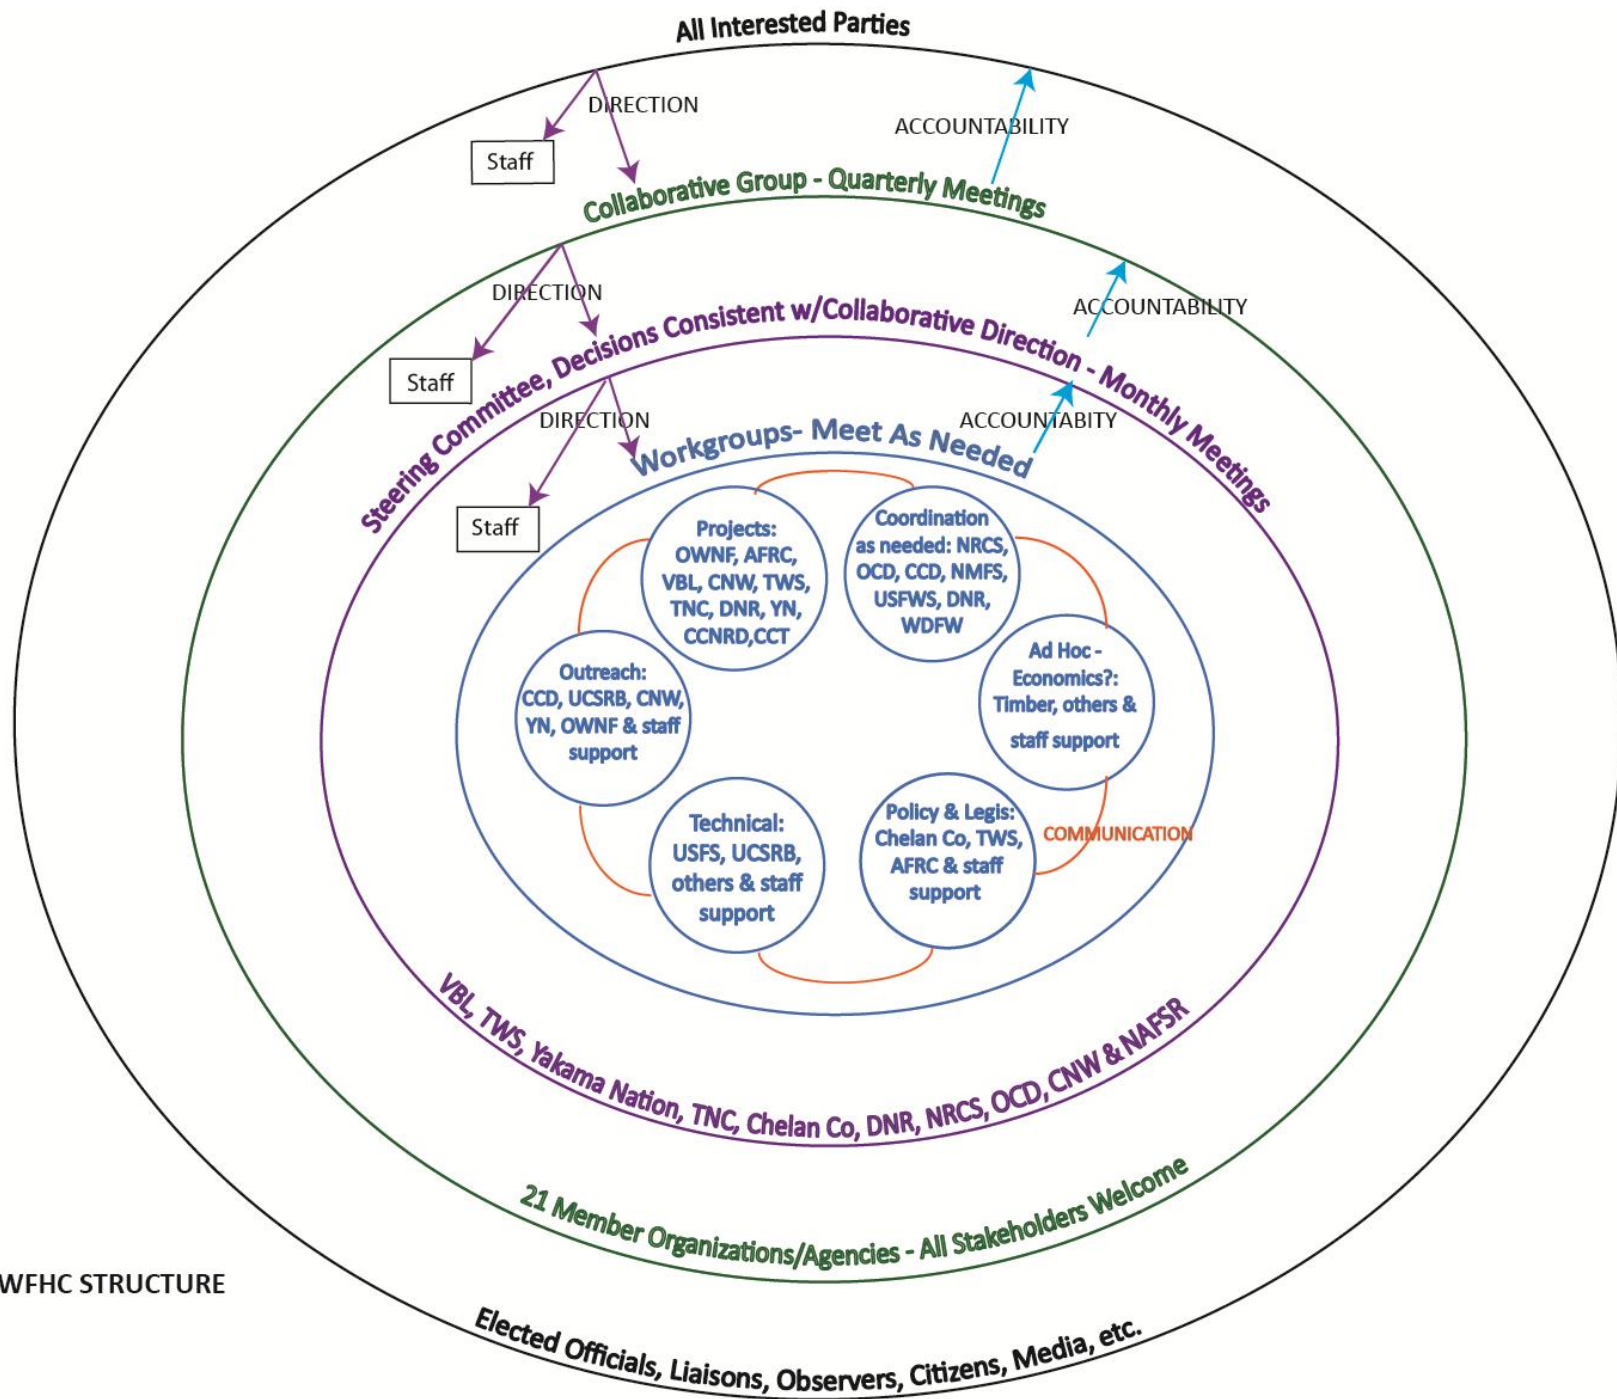 All Interested Parties
DIRECTION
ACCOUNTABILITY
Staff
Collaborative Group - Quarterly Meetings
DIRECTION
ACCOUNTABILITY
Staff
Steering Committee, Decisions Consistent w/Collaborative Direction - Monthly Meetings
DIRECTION
ACCOUNTABITY
Staff
Workgroups- Meet As Needed
Projects:
OWNF, AFRC,
VBL, CNW, TWS,
TNC, DNR, YN,
CCNRD,CCT
Coordination
as needed: NRCS,
OCD, CCD, NMFS,
USFWS, DNR,
WDFW
Outreach:
CCD, UCSRB, CNW,
YN, OWNF & staff
support
Ad Hoc -
Economics?:
Timber, others &
staff support
Technical:
USFS, UCSRB,
others & staff
support
Policy & Legis:
Chelan Co, TWS,
AFRC & staff
support
COMMUNICATION
VBL, TWS, Yakama Nation, TNC, Chelan Co, DNR, NRCS, OCD, CNW & NAFSR
21 Member Organizations/Agencies - All Stakeholders Welcome
WFHC STRUCTURE
Elected Officials, Liaisons, Observers, Citizens, Media, etc.